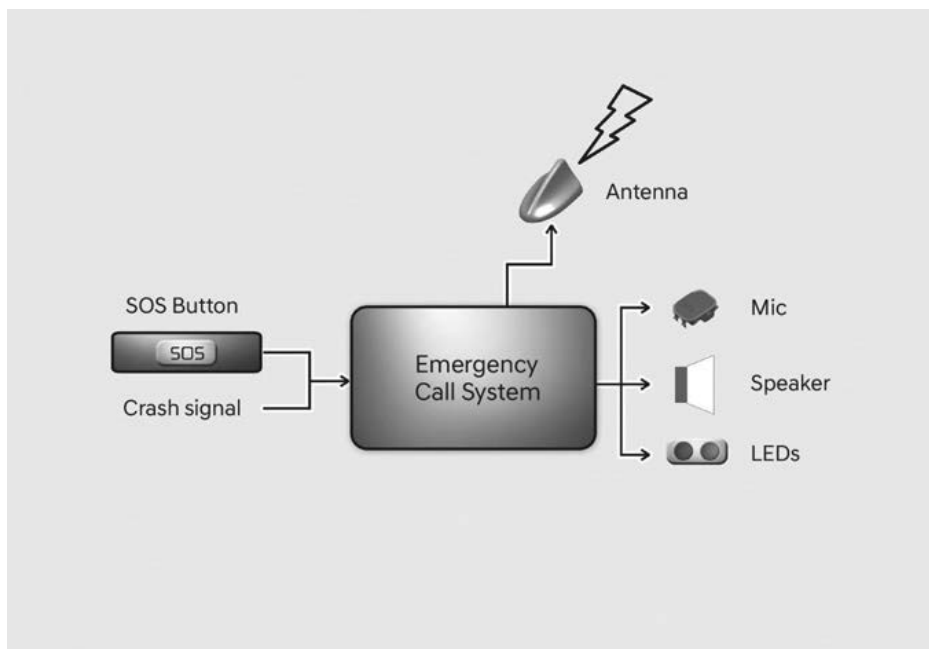 Antenna
SOS Button
SOS
Crash signal
Emergency
Call System
Mic
Speaker
LEDs